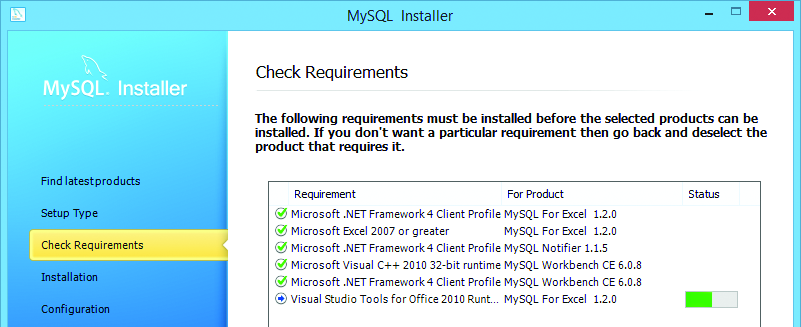 MySQL Installer
MySQL Installer
Find latest products
Setup Type
Check Requirements
Installation
Configuration
Check Requirements
The following requirements must be installed before the selected products can be
installed. If you don't want a particular requirement then go back and deselect the
product that requires it.
Requirement For Product Status
Microsoft .NET Framework 4 Client Profile MySQL For Excel 1.2.0
Microsoft Excel 2007 or greater MySQL For Excel 1.2.0
Microsoft .NET Framework 4 Client Profile MySQL Notifier 1.1.5
Microsoft Visual C++ 2010 32-bit runtime MySQL Workbench CE 6.0.8
Microsoft .NET Framework 4 Client Profile MySQL Workbench CE 6.0.8
Visual Studio Tools for Office 2010 Runt... MySQL For Excel 1.2.0